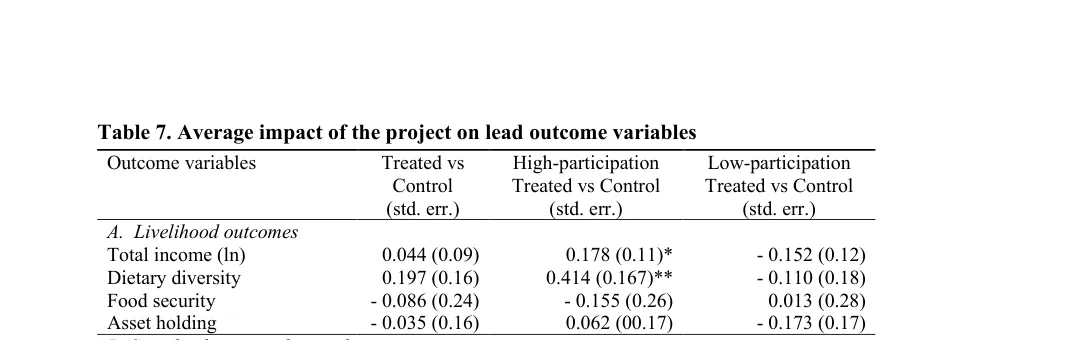 Table 7. Average impact of the project on lead outcome variables
Outcome variables Treated vs High-participation Low-participation
Control Treated vs Control Treated vs Control
(std. err.) (std. err.) (std. err.)
A. Livelihood outcomes
Total income (ln) 0.044 (0.09) 0.178 (0.11)* - 0.152 (0.12)
Dietary diversity 0.197 (0.16) 0.414 (0.167)** - 0.110 (0.18)
Food security - 0.086 (0.24) - 0.155 (0.26) 0.013 (0.28)
Asset holding - 0.035 (0.16) 0.062 (00.17) - 0.173 (0.17)